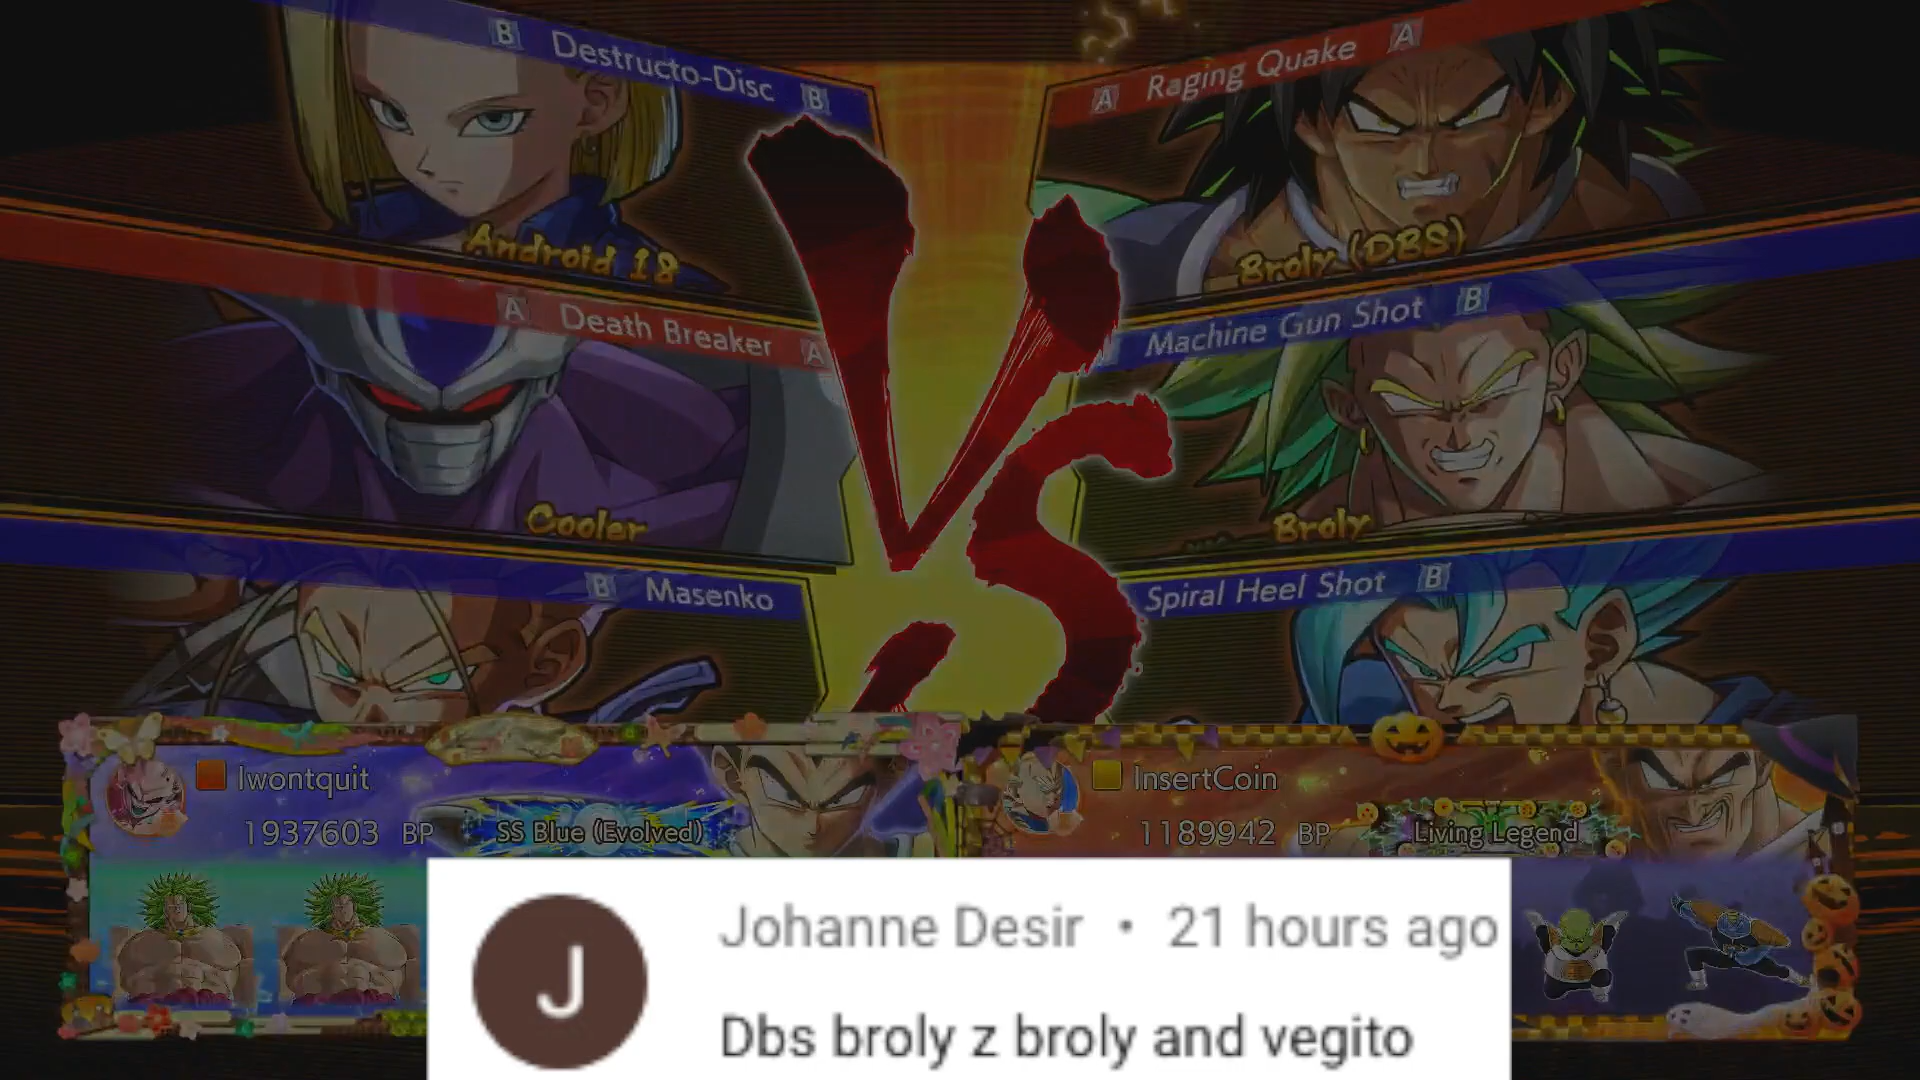 B Destructo-Disc B
A Raging Quake A
Android 18
Broly (DBS)
A Death Breaker A
Machine Gun Shot B
Cooler
Broly
VS
B Masenko
Spiral Heel Shot B
Iwontquit
1937603 BP
SS Blue (Evolved)
InsertCoin
1189942 BP
Living Legend
J
Johanne Desir • 21 hours ago
Dbs broly z broly and vegito